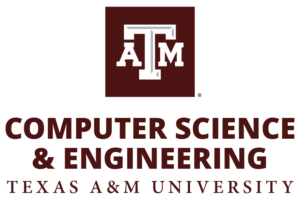 ATM
®
COMPUTER SCIENCE
& ENGINEERING
TEXAS A&M UNIVERSITY